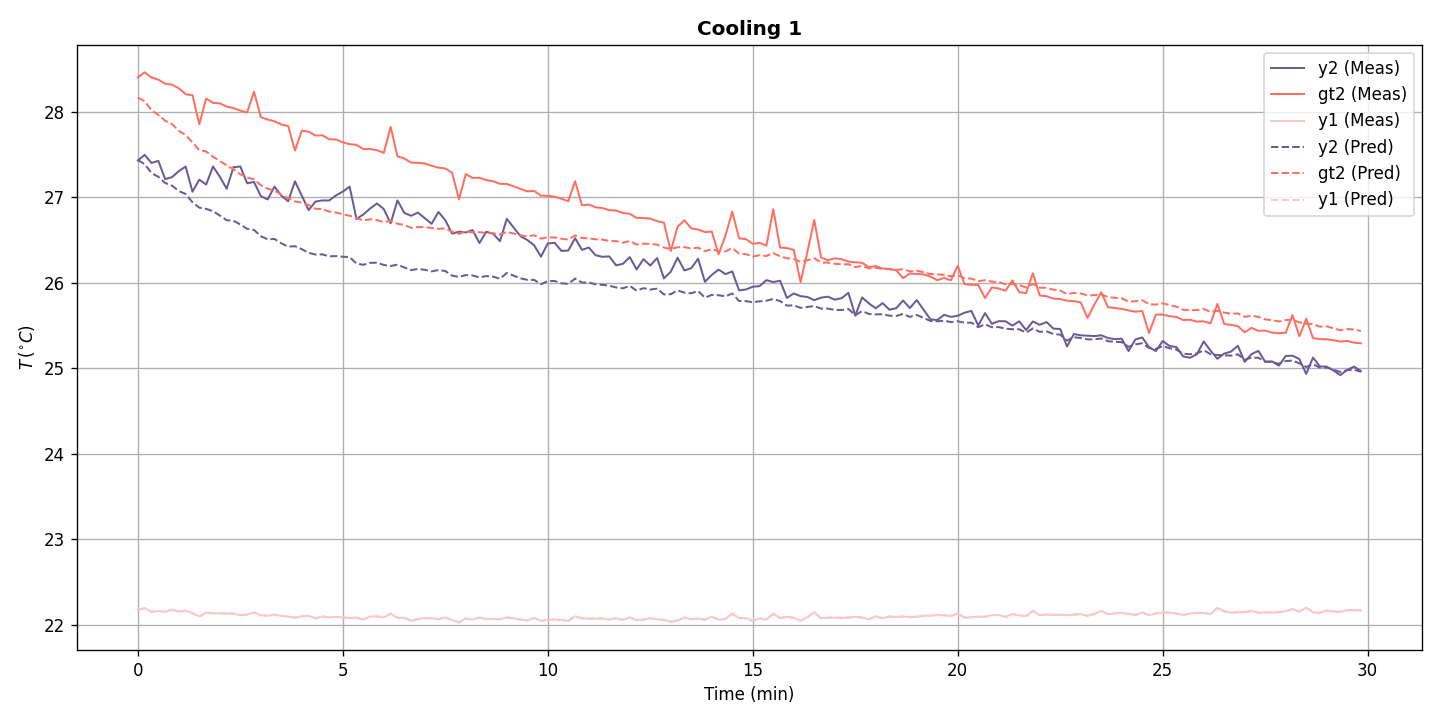 Cooling 1
T(°C)
28
27
26
25
24
23
22
0 5 10 15 20 25 30
Time (min)
y2 (Meas)
gt2 (Meas)
y1 (Meas)
y2 (Pred)
gt2 (Pred)
y1 (Pred)